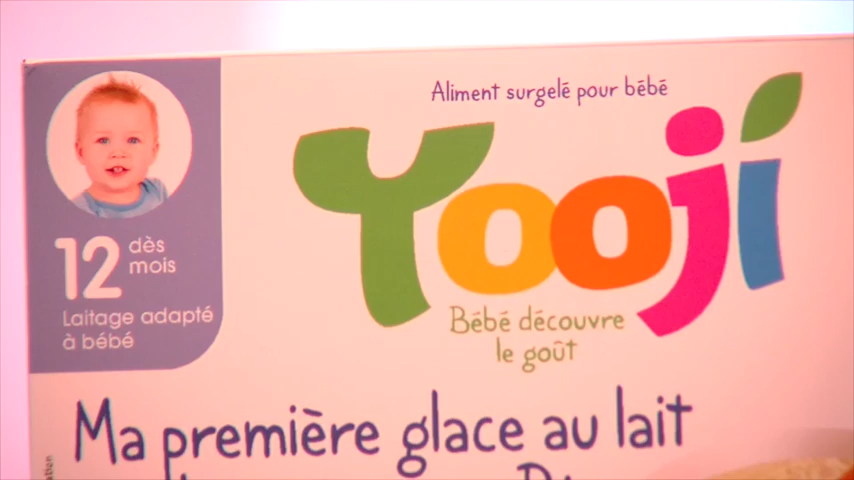 Aliment surgelé pour bébé
Yooji
Bébé découvre
le goût
12 dès
mois
Laitage adapté
à bébé
Ma première glace au lait